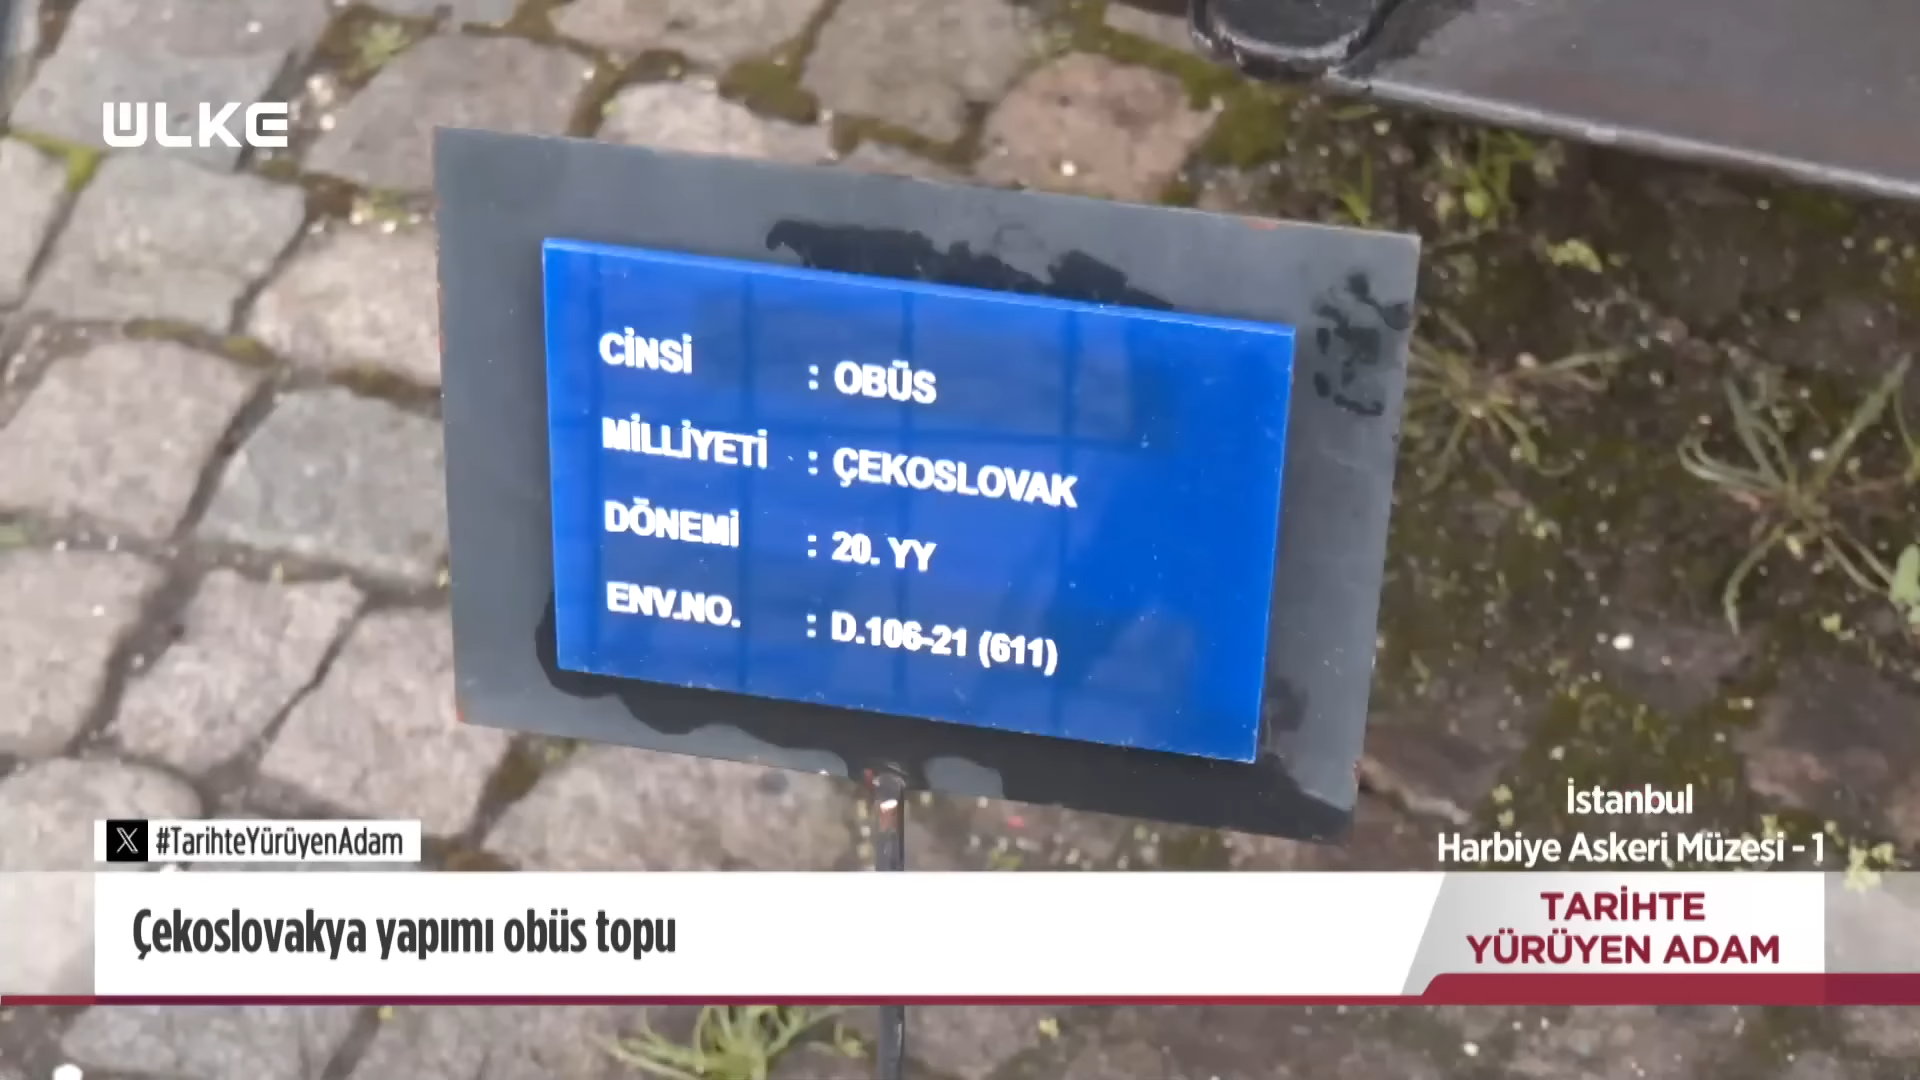 ULKE
CİNSİ : OBÜS
MİLLİYETİ : ÇEKOSLOVAK
DÖNEMİ : 20. YY
ENV.NO. : D.106-21 (611)
İstanbul
Harbiye Askeri Müzesi - 1
X #TarihteYürüyenAdam
Çekoslovakya yapımı obüs topu
TARİHTE
YÜRÜYEN ADAM